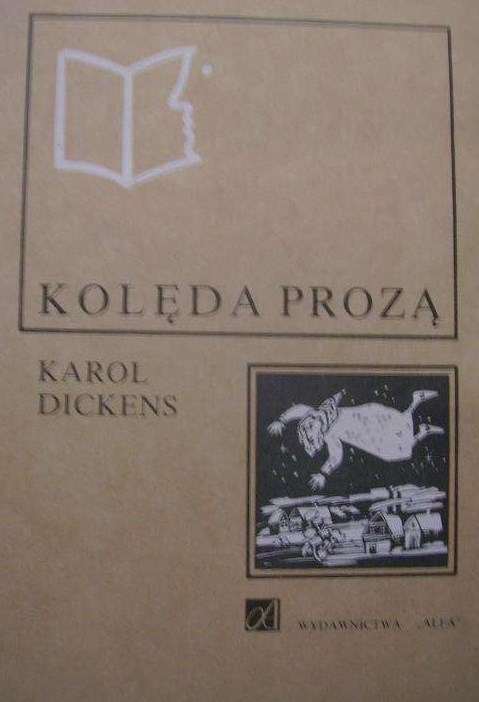 KOLĘDA PROZĄ
KAROL
DICKENS
WYDAWNICTWA „ALFA"